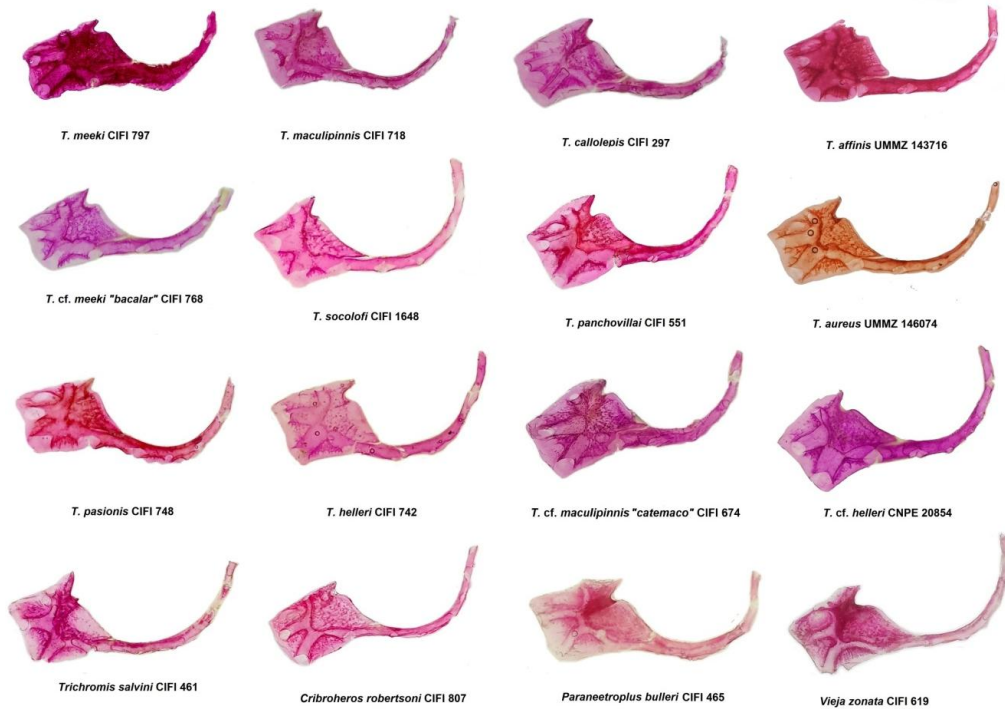 T. meeki CIFI 797
T. maculipinnis CIFI 718
T. callolepis CIFI 297
T. affinis UMMZ 143716
T. cf. meeki "bacalar" CIFI 768
T. socolofi CIFI 1648
T. panchovillai CIFI 551
T. aureus UMMZ 146074
T. pasionis CIFI 748
T. helleri CIFI 742
T. cf. maculipinnis "catemaco" CIFI 674
T. cf. helleri CNPE 20854
Trichromis salvini CIFI 461
Cribroheros robertsoni CIFI 807
Paraneetroplus bulleri CIFI 465
Vieja zonata CIFI 619